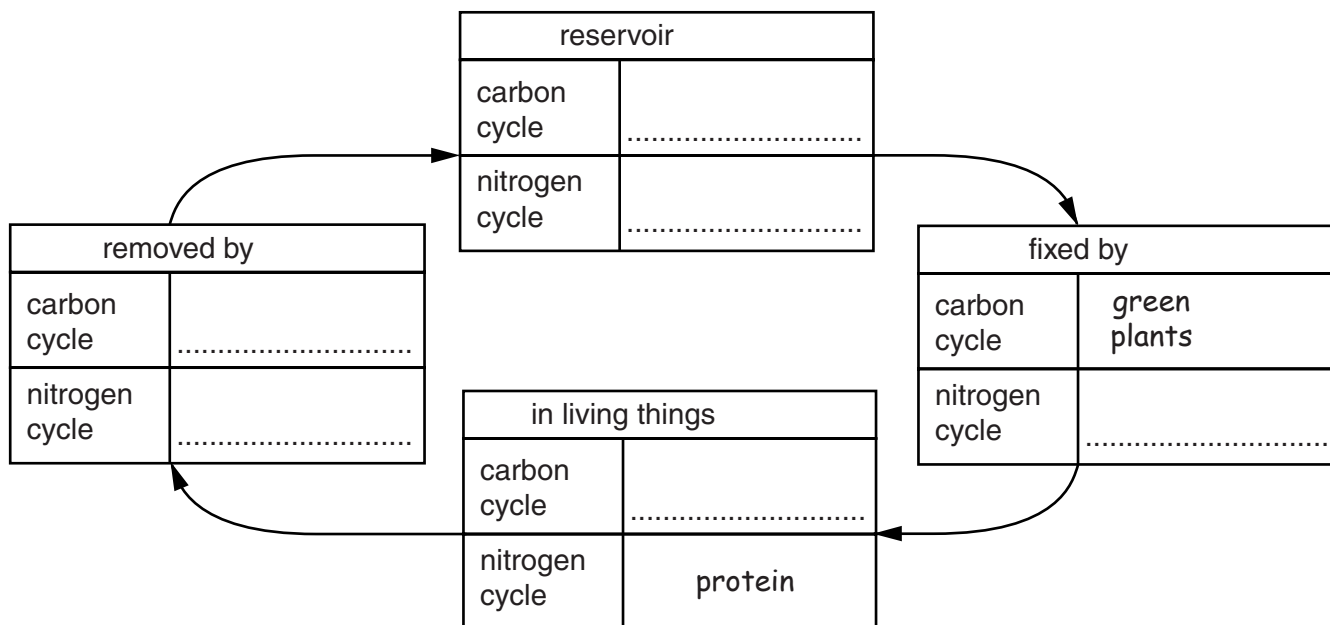 reservoir
carbon
cycle
..............................
nitrogen
cycle
..............................
removed by
carbon
cycle
..............................
nitrogen
cycle
..............................
fixed by
carbon
cycle
green
plants
nitrogen
cycle
...............................
in living things
carbon
cycle
..............................
nitrogen
cycle
protein